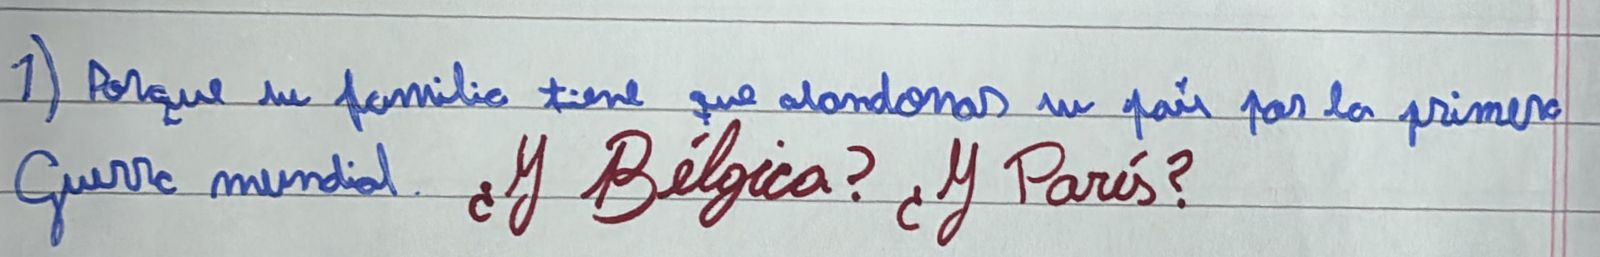 1) Porque su familia tiene que abandonar su país por la primera
Guerra mundial. ¿Y Bélgica? ¿Y París?